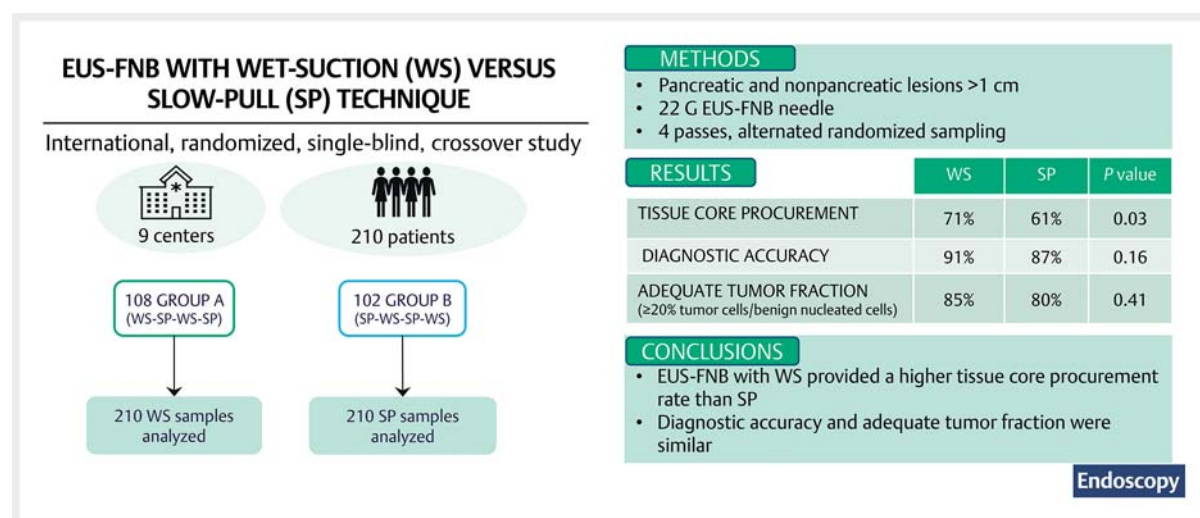 EUS-FNB WITH WET-SUCTION (WS) VERSUS
SLOW-PULL (SP) TECHNIQUE
International, randomized, single-blind, crossover study
9 centers
210 patients
108 GROUP A
(WS-SP-WS-SP)
102 GROUP B
(SP-WS-SP-WS)
210 WS samples
analyzed
210 SP samples
analyzed
METHODS
• Pancreatic and nonpancreatic lesions >1 cm
• 22 G EUS-FNB needle
• 4 passes, alternated randomized sampling
RESULTS WS SP P value
TISSUE CORE PROCUREMENT 71% 61% 0.03
DIAGNOSTIC ACCURACY 91% 87% 0.16
ADEQUATE TUMOR FRACTION 85% 80% 0.41
(≥20% tumor cells/benign nucleated cells)
CONCLUSIONS
• EUS-FNB with WS provided a higher tissue core procurement
rate than SP
• Diagnostic accuracy and adequate tumor fraction were
similar
Endoscopy